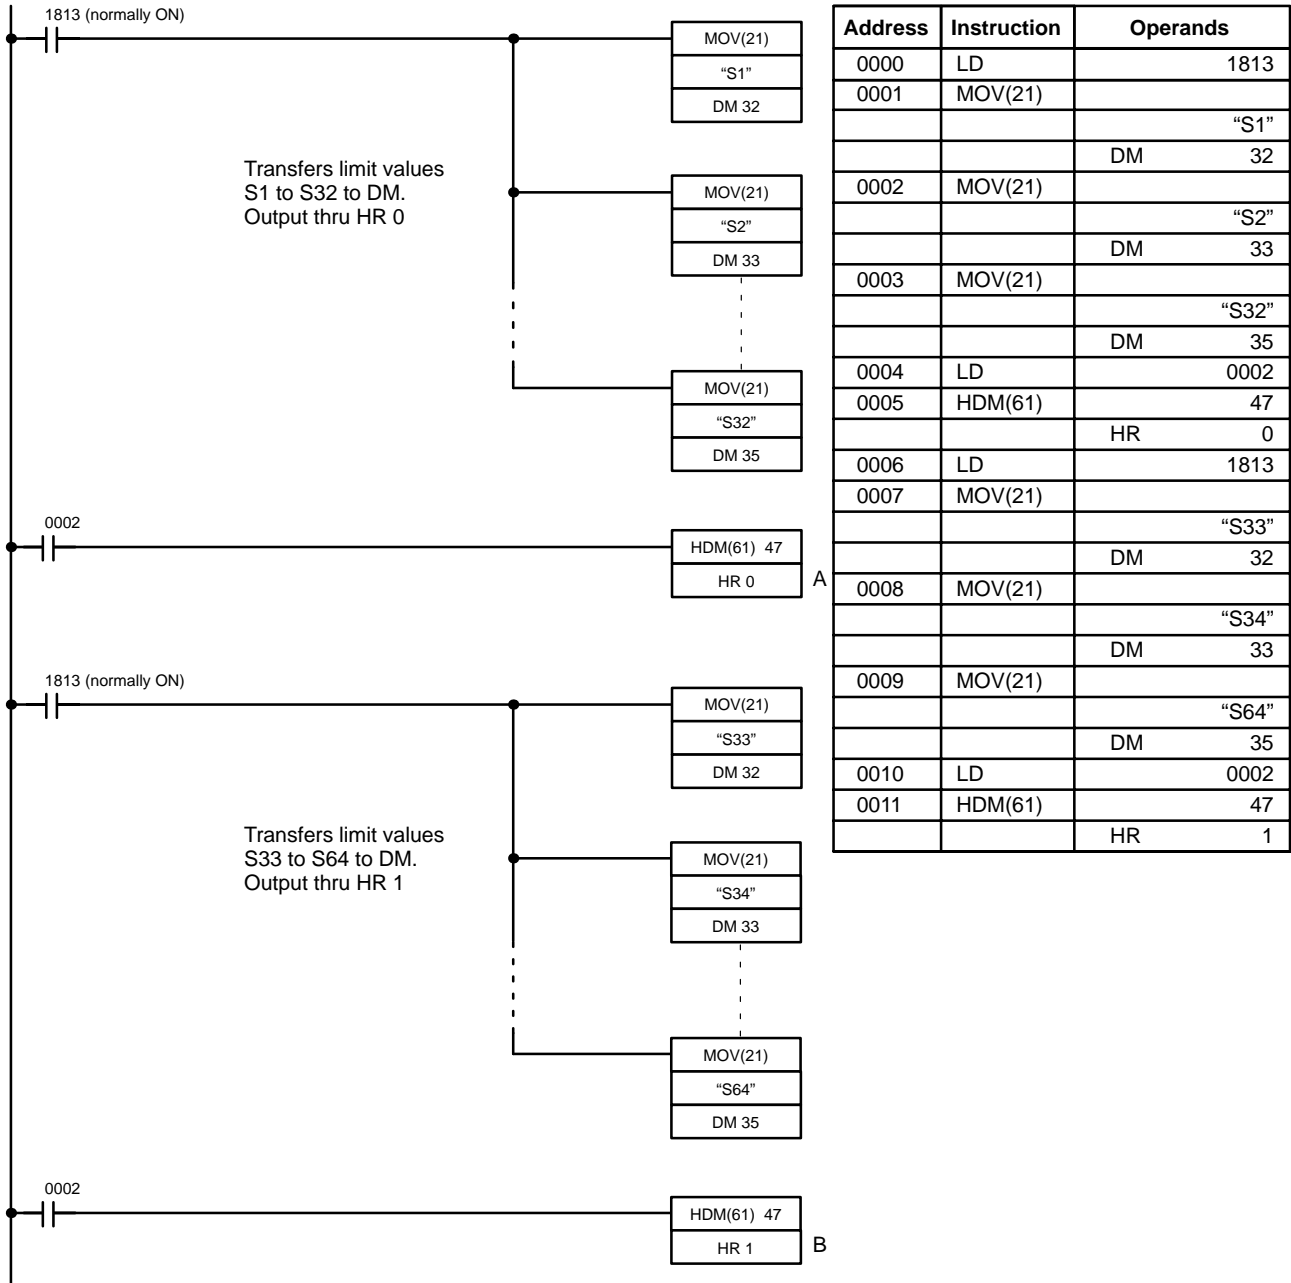 1813 (normally ON)
MOV(21)
“S1”
DM 32
Transfers limit values
S1 to S32 to DM.
Output thru HR 0
MOV(21)
“S2”
DM 33
MOV(21)
“S32”
DM 35
0002
HDM(61) 47
HR 0
A
1813 (normally ON)
MOV(21)
“S33”
DM 32
Transfers limit values
S33 to S64 to DM.
Output thru HR 1
MOV(21)
“S34”
DM 33
MOV(21)
“S64”
DM 35
0002
HDM(61) 47
HR 1
B
Address Instruction Operands
0000 LD 1813
0001 MOV(21)
“S1”
DM 32
0002 MOV(21)
“S2”
DM 33
0003 MOV(21)
“S32”
DM 35
0004 LD 0002
0005 HDM(61) 47
HR 0
0006 LD 1813
0007 MOV(21)
“S33”
DM 32
0008 MOV(21)
“S34”
DM 33
0009 MOV(21)
“S64”
DM 35
0010 LD 0002
0011 HDM(61) 47
HR 1